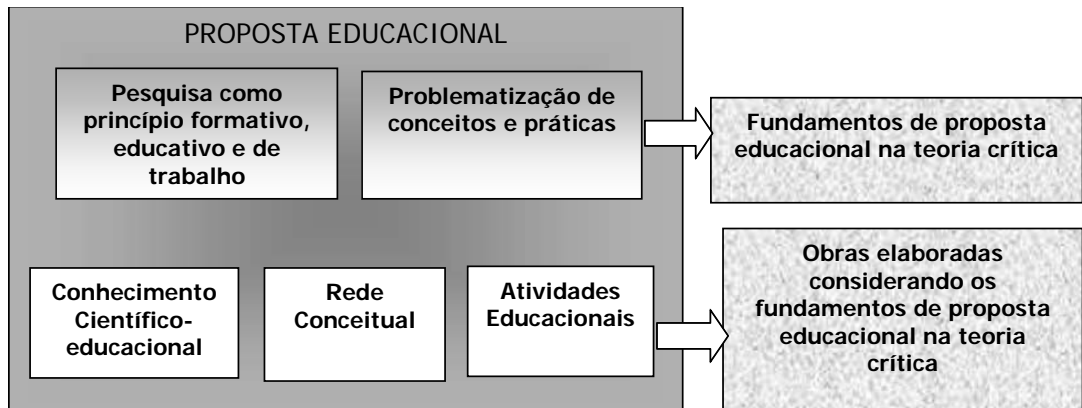 PROPOSTA EDUCACIONAL
Pesquisa como
princípio formativo,
educativo e de
trabalho
Problematização de
conceitos e práticas
Fundamentos de proposta
educacional na teoria crítica
Conhecimento
Científico-
educacional
Rede
Conceitual
Atividades
Educacionais
Obras elaboradas
considerando os
fundamentos de proposta
educacional na teoria
crítica